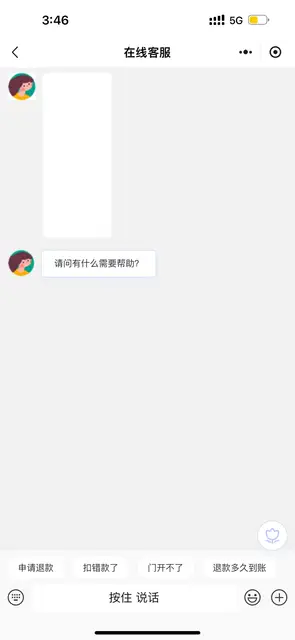 3:46
5G
在线客服
请问有什么需要帮助?
申请退款
扣错款了
门开不了
退款多久到账
按住 说话